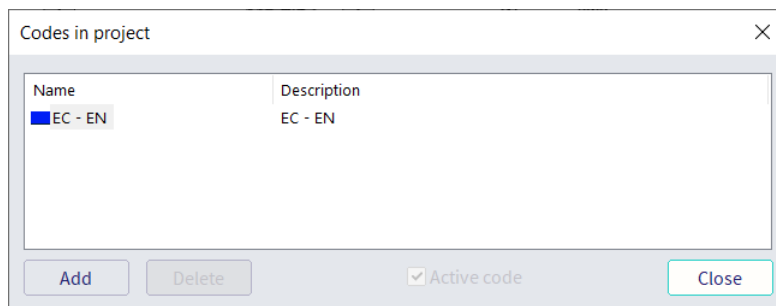 Codes in project
Name Description
EC - EN EC - EN
Add Delete Active code Close